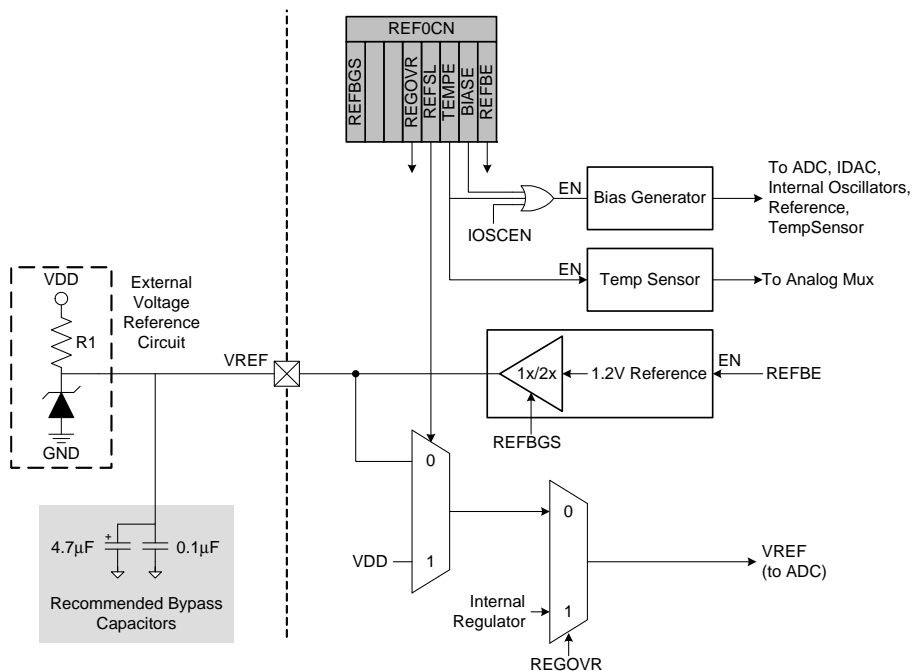 REF0CN
REFBGS
REGOVR
REFSL
TEMPE
BIASE
REFBE
EN
Bias Generator
To ADC, IDAC,
Internal Oscillators,
Reference,
TempSensor
IOSCEN
EN
Temp Sensor
To Analog Mux
VDD
R1
GND
External
Voltage
Reference
Circuit
VREF
1x/2x
1.2V Reference
EN
REFBE
REFBGS
0
1
VDD
4.7µF
+
0.1µF
Recommended Bypass
Capacitors
0
1
Internal
Regulator
REGOVR
VREF
(to ADC)